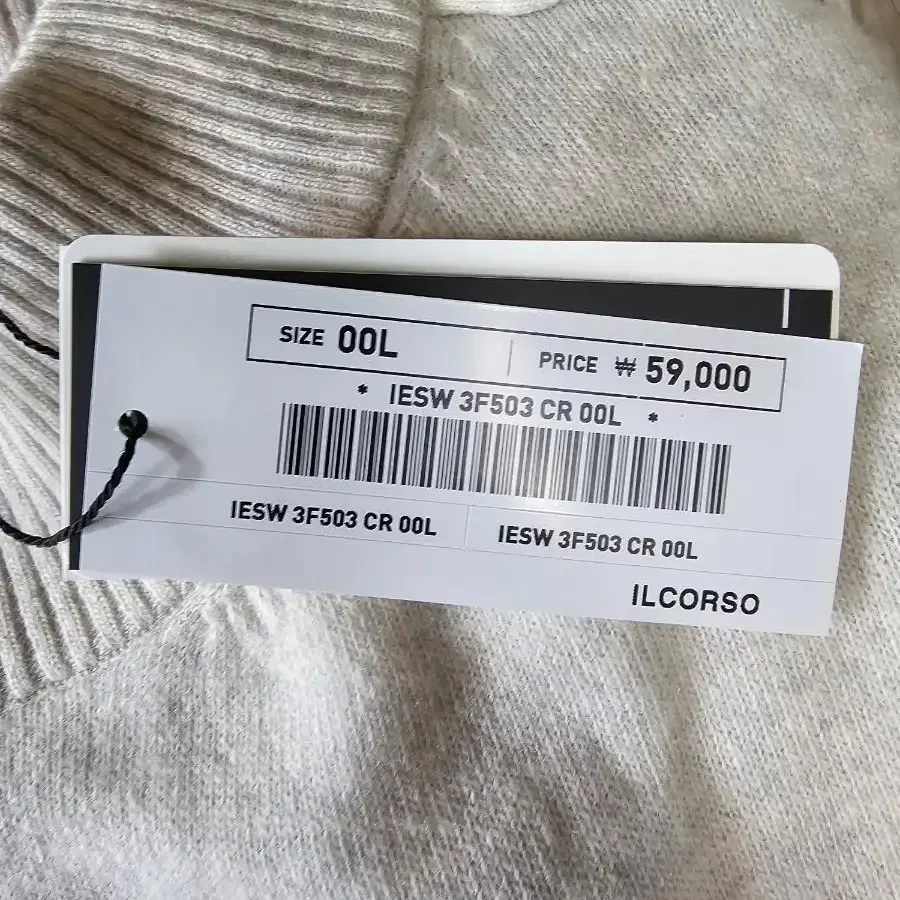 SIZE 00L PRICE ₩ 59,000
* IESW 3F503 CR 00L *
IESW 3F503 CR 00L IESW 3F503 CR 00L
ILCORSO